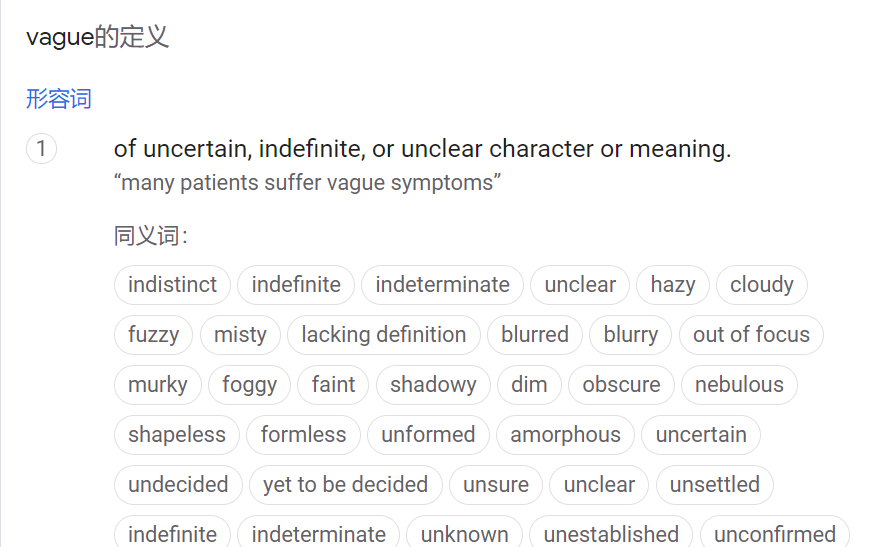 vague的定义
形容词
1 of uncertain, indefinite, or unclear character or meaning.
“many patients suffer vague symptoms”
同义词：
indistinct indefinite indeterminate unclear hazy cloudy
fuzzy misty lacking definition blurred blurry out of focus
murky foggy faint shadowy dim obscure nebulous
shapeless formless unformed amorphous uncertain
undecided yet to be decided unsure unclear unsettled
indefinite indeterminate unknown unestablished unconfirmed